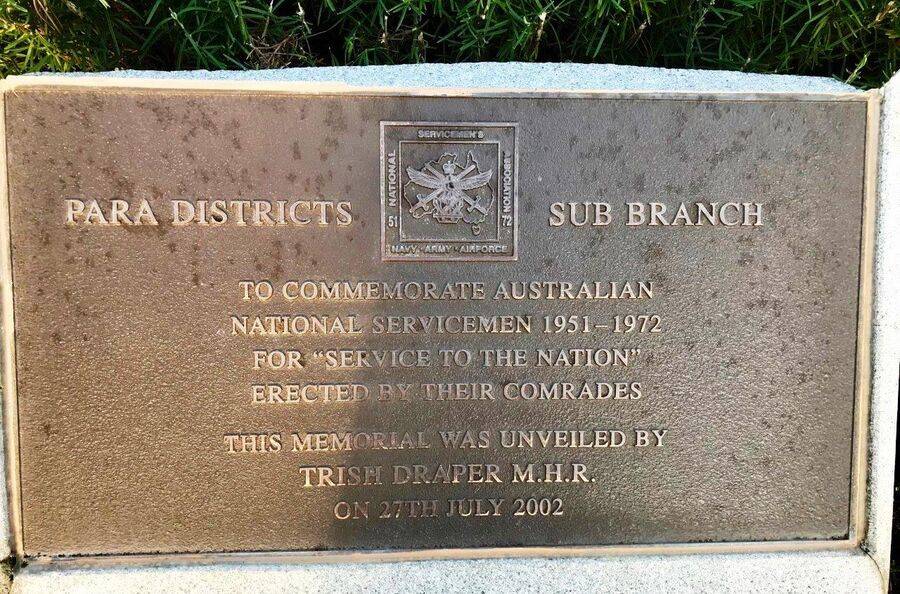 SERVICEMEN'S
NATIONAL
ASSOCIATION
51
72
NAVY · ARMY · AIRFORCE
PARA DISTRICTS
SUB BRANCH
TO COMMEMORATE AUSTRALIAN
NATIONAL SERVICEMEN 1951–1972
FOR "SERVICE TO THE NATION"
ERECTED BY THEIR COMRADES
THIS MEMORIAL WAS UNVEILED BY
TRISH DRAPER M.H.R.
ON 27TH JULY 2002